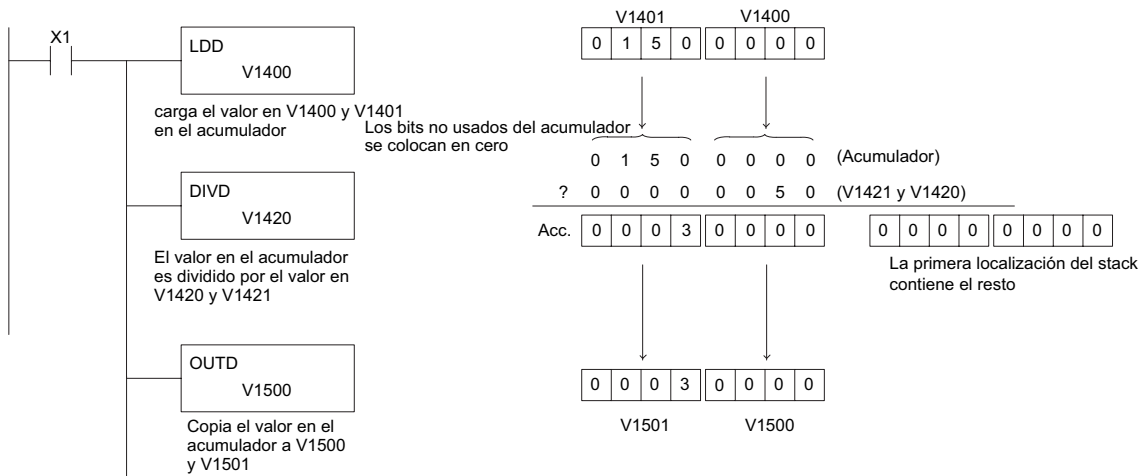 X1
LDD
V1400
carga el valor en V1400 y V1401
en el acumulador
DIVD
V1420
El valor en el acumulador
es dividido por el valor en
V1420 y V1421
OUTD
V1500
Copia el valor en el
acumulador a V1500
y V1501
V1401 V1400
0 1 5 0 0 0 0 0
Los bits no usados del acumulador
se colocan en cero
0 1 5 0 0 0 0 0 (Acumulador)
? 0 0 0 0 0 0 5 0 (V1421 y V1420)
Acc. 0 0 0 3 0 0 0 0 0 0 0 0 0 0 0 0
La primera localización del stack
contiene el resto
0 0 0 3 0 0 0 0
V1501 V1500